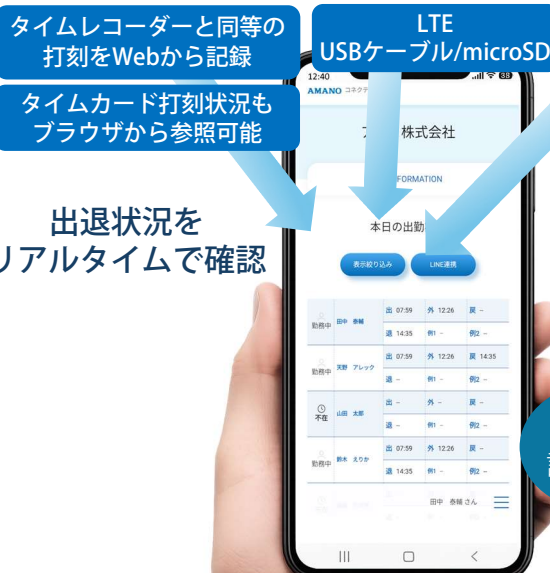 タイムレコーダーと同等の
打刻をWebから記録
LTE
USBケーブル/microSD
タイムカード打刻状況も
ブラウザから参照可能
出退状況を
リアルタイムで確認
12:40
AMANO コネクテ
株式会社
FORMATION
本日の出勤
表示絞り込み
LINE連携
勤務中 田中 泰輔 出 07:59 外 12:26 戻 -
退 14:35 例1 - 例2 -
勤務中 天野 アレック 出 07:59 外 12:26 戻 14:35
退 - 例1 - 例2 -
不在 山田 太郎 出 - 外 - 戻 -
退 - 例1 - 例2 -
勤務中 鈴木 えりか 出 07:59 外 12:26 戻 -
退 14:35 例1 - 例2 -
田中 泰輔 さん